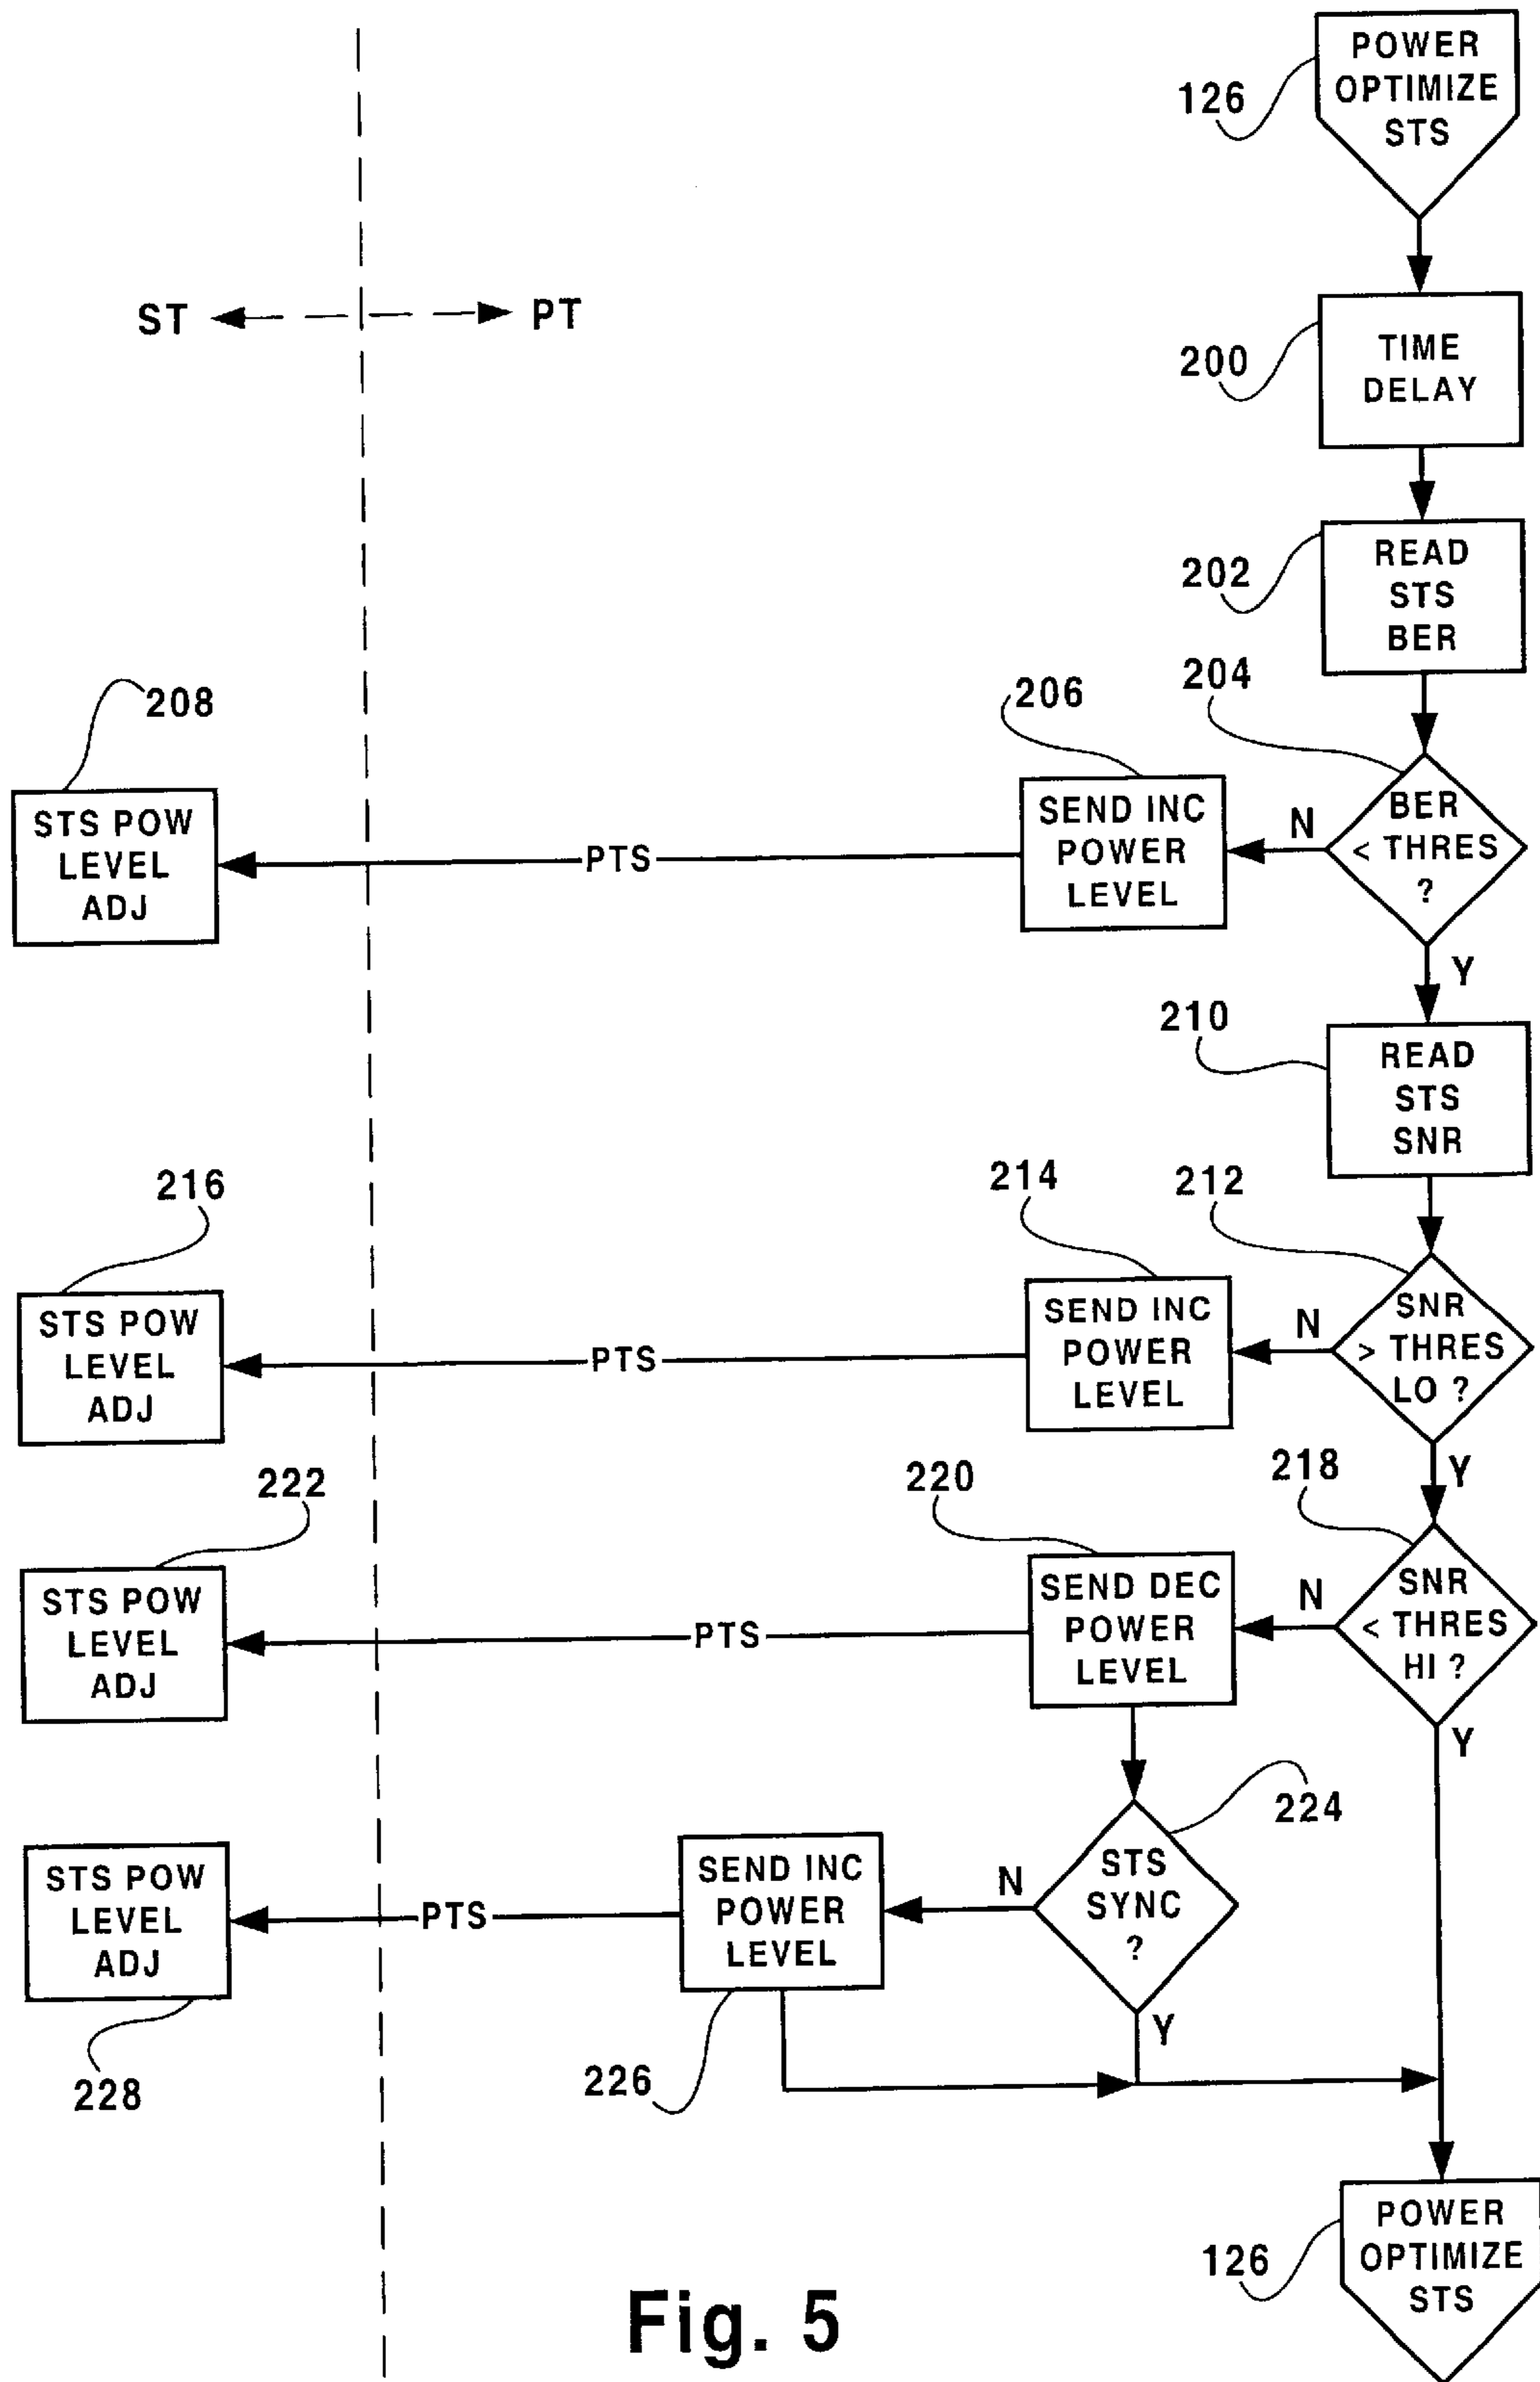 POWER
OPTIMIZE
STS
126
ST
PT
TIME
DELAY
200
READ
STS
BER
202
204
206
208
STS POW
LEVEL
ADJ
PTS
SEND INC
POWER
LEVEL
N
BER
< THRES
?
Y
210
READ
STS
SNR
216
214
212
STS POW
LEVEL
ADJ
PTS
SEND INC
POWER
LEVEL
N
SNR
> THRES
LO ?
Y
222
220
218
STS POW
LEVEL
ADJ
PTS
SEND DEC
POWER
LEVEL
N
SNR
< THRES
HI ?
Y
224
STS POW
LEVEL
ADJ
PTS
SEND INC
POWER
LEVEL
N
STS
SYNC
?
Y
228
226
POWER
OPTIMIZE
STS
126
Fig. 5